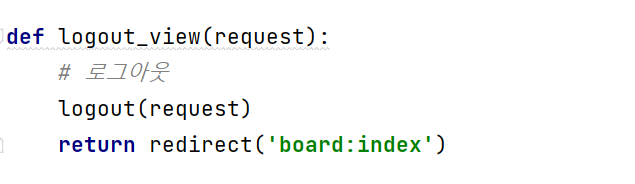 def logout_view(request):
    # 로그아웃
    logout(request)
    return redirect('board:index')